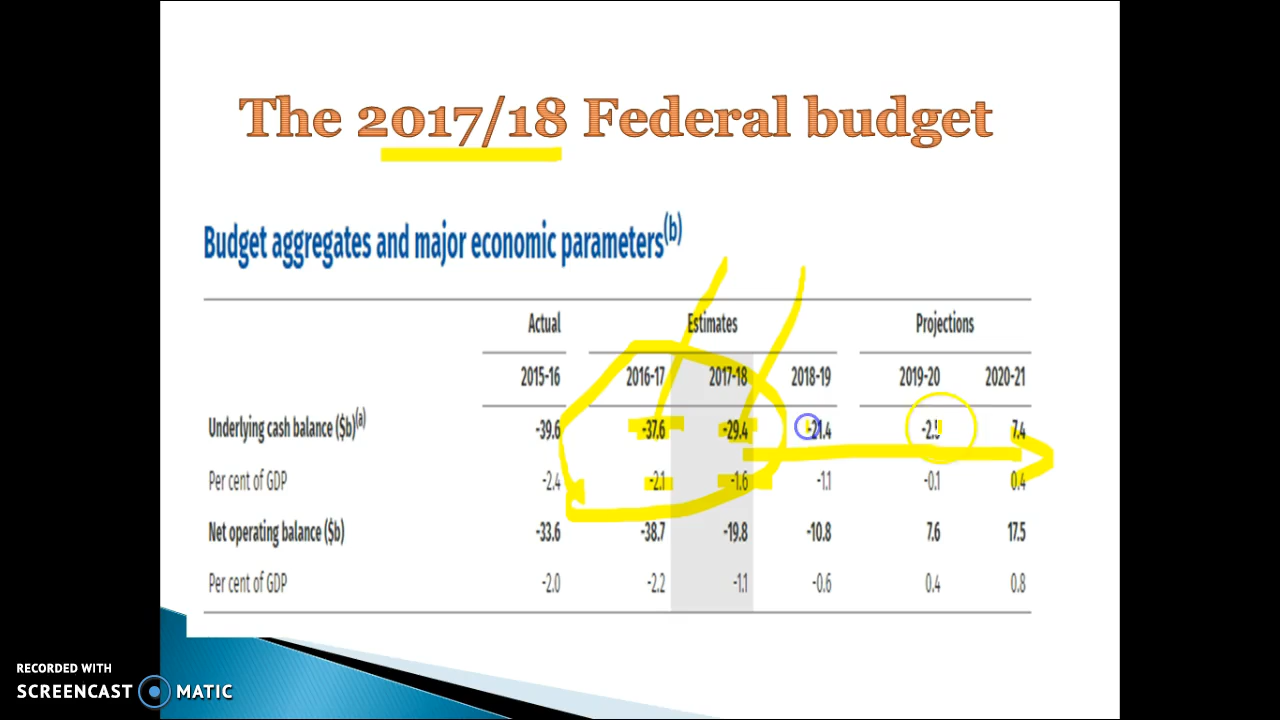 The 2017/18 Federal budget
Budget aggregates and major economic parameters(b)
Actual Estimates Projections
2015-16 2016-17 2017-18 2018-19 2019-20 2020-21
Underlying cash balance ($b)(a) -39.6 -37.6 -29.4 -21.4 7.4
Per cent of GDP -2.4 -2.1 -1.6 -1.1 -0.1 0.4
Net operating balance ($b) -33.6 -38.7 -19.8 -10.8 7.6 17.5
Per cent of GDP -2.0 -2.2 -1.1 -0.6 0.4 0.8
RECORDED WITH
SCREENCAST MATIC